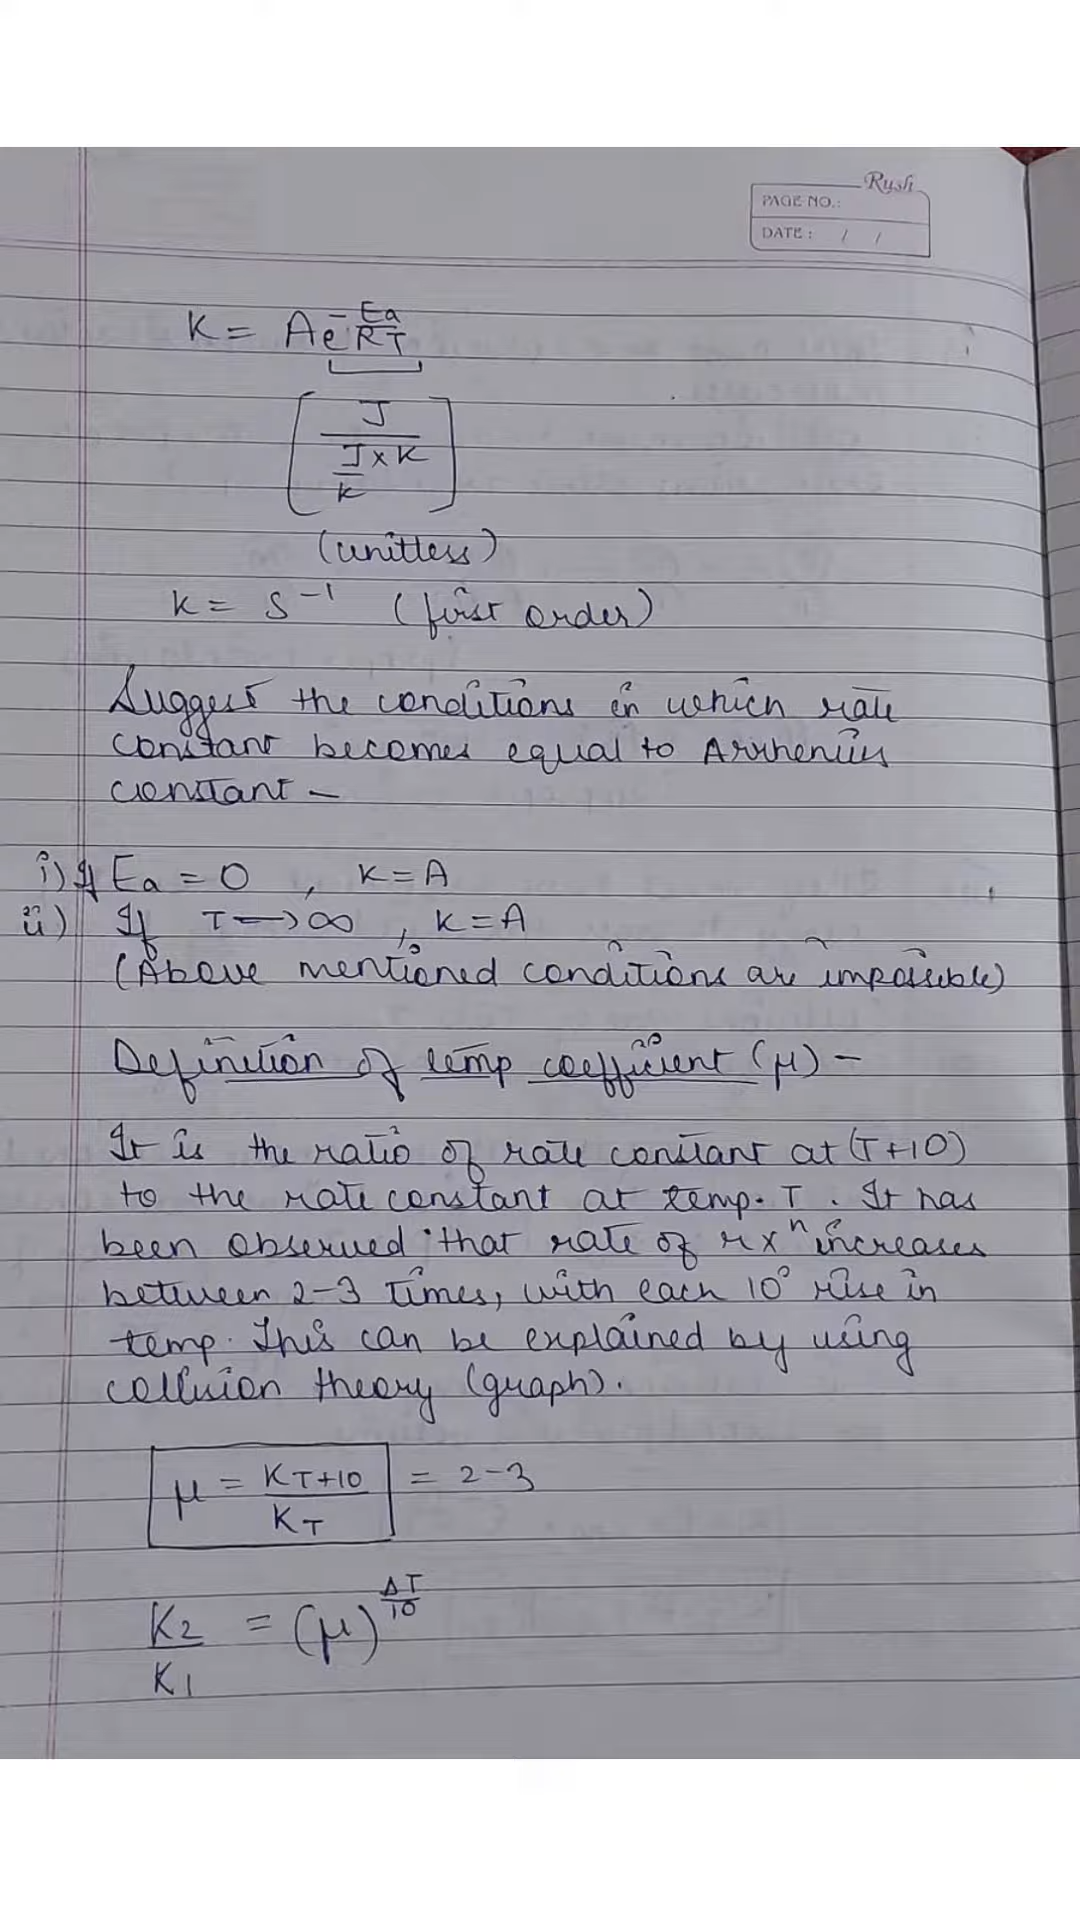 Rush
PAGE NO.:
DATE: / /
K = Ae^-Ea/RT
[J / (J/K × K)]
(unitless)
k = S^-1 (first order)
Suggest the conditions in which rate
constant becomes equal to Arrhenius
constant –
i) If Ea = 0 , k = A
ii) If T → ∞ , k = A
(Above mentioned conditions are impossible)
Definition of temp coefficient (μ) –
It is the ratio of rate constant at (T+10)
to the rate constant at temp. T. It has
been observed that rate of rxⁿ increases
between 2-3 times, with each 10° rise in
temp. This can be explained by using
collision theory (graph).
μ = K T+10 / K T = 2-3
K2 / K1 = (μ)^ΔT/10